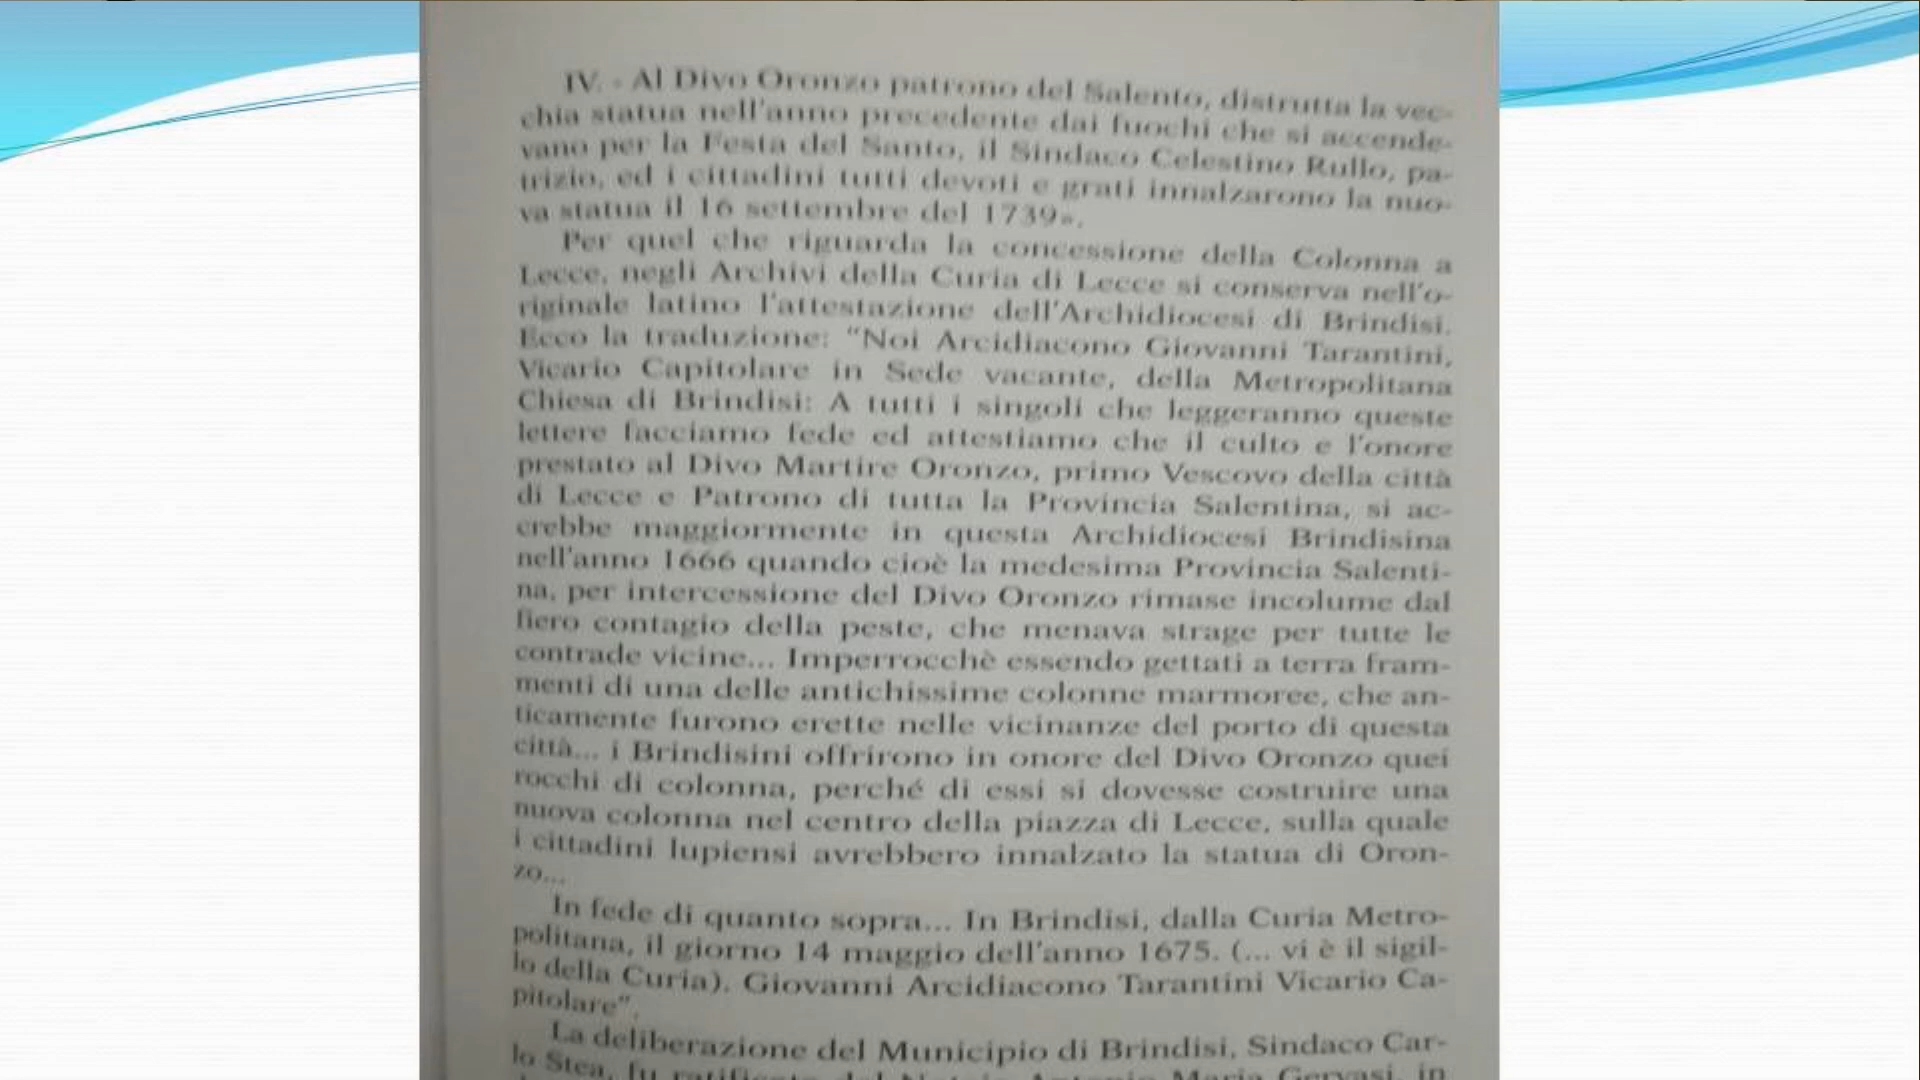 IV. - Al Divo Oronzo patrono del Salento, distrutta la vec-
chia statua nell'anno precedente dai fuochi che si accende-
vano per la Festa del Santo, il Sindaco Celestino Rullo, pa-
trizio, ed i cittadini tutti devoti e grati innalzarono la nuo-
va statua il 16 settembre del 1739».
Per quel che riguarda la concessione della Colonna a
Lecce, negli Archivi della Curia di Lecce si conserva nell'o-
riginale latino l'attestazione dell'Archidiocesi di Brindisi.
Ecco la traduzione: "Noi Arcidiacono Giovanni Tarantini,
Vicario Capitolare in Sede vacante, della Metropolitana
Chiesa di Brindisi: A tutti i singoli che leggeranno queste
lettere facciamo fede ed attestiamo che il culto e l'onore
prestato al Divo Martire Oronzo, primo Vescovo della città
di Lecce e Patrono di tutta la Provincia Salentina, si ac-
crebbe maggiormente in questa Archidiocesi Brindisina
nell'anno 1666 quando cioè la medesima Provincia Salenti-
na, per intercessione del Divo Oronzo rimase incolume dal
fiero contagio della peste, che menava strage per tutte le
contrade vicine... Imperrocchè essendo gettati a terra fram-
menti di una delle antichissime colonne marmoree, che an-
ticamente furono erette nelle vicinanze del porto di questa
città... i Brindisini offrirono in onore del Divo Oronzo quei
rocchi di colonna, perché di essi si dovesse costruire una
nuova colonna nel centro della piazza di Lecce, sulla quale
i cittadini lupiensi avrebbero innalzato la statua di Oron-
zo...
In fede di quanto sopra... In Brindisi, dalla Curia Metro-
politana, il giorno 14 maggio dell'anno 1675. (... vi è il sigil-
lo della Curia). Giovanni Arcidiacono Tarantini Vicario Ca-
pitolare".
La deliberazione del Municipio di Brindisi, Sindaco Car-
lo Stea, fu ratificata dal Notaio Antonio Maria Gervasi, in